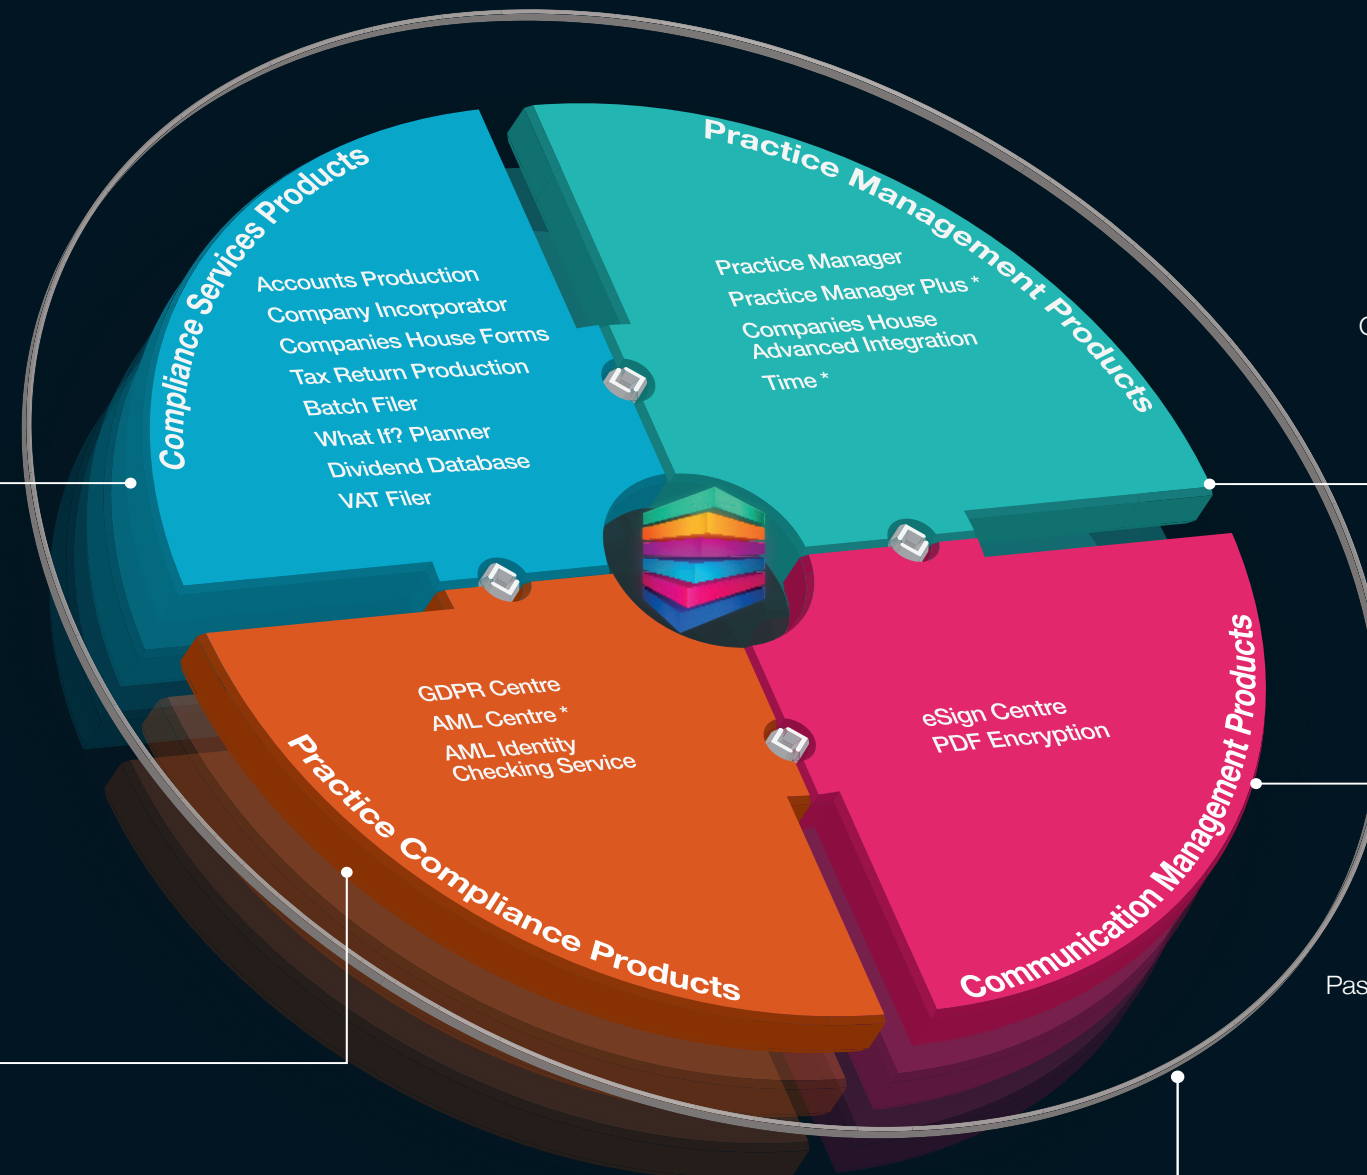 Compliance Services Products
Accounts Production
Company Incorporator
Companies House Forms
Tax Return Production
Batch Filer
What If? Planner
Dividend Database
VAT Filer
Practice Management Products
Practice Manager
Practice Manager Plus *
Companies House
Advanced Integration
Time *
Practice Compliance Products
GDPR Centre
AML Centre *
AML Identity
Checking Service
Communication Management Products
eSign Centre
PDF Encryption
Pas